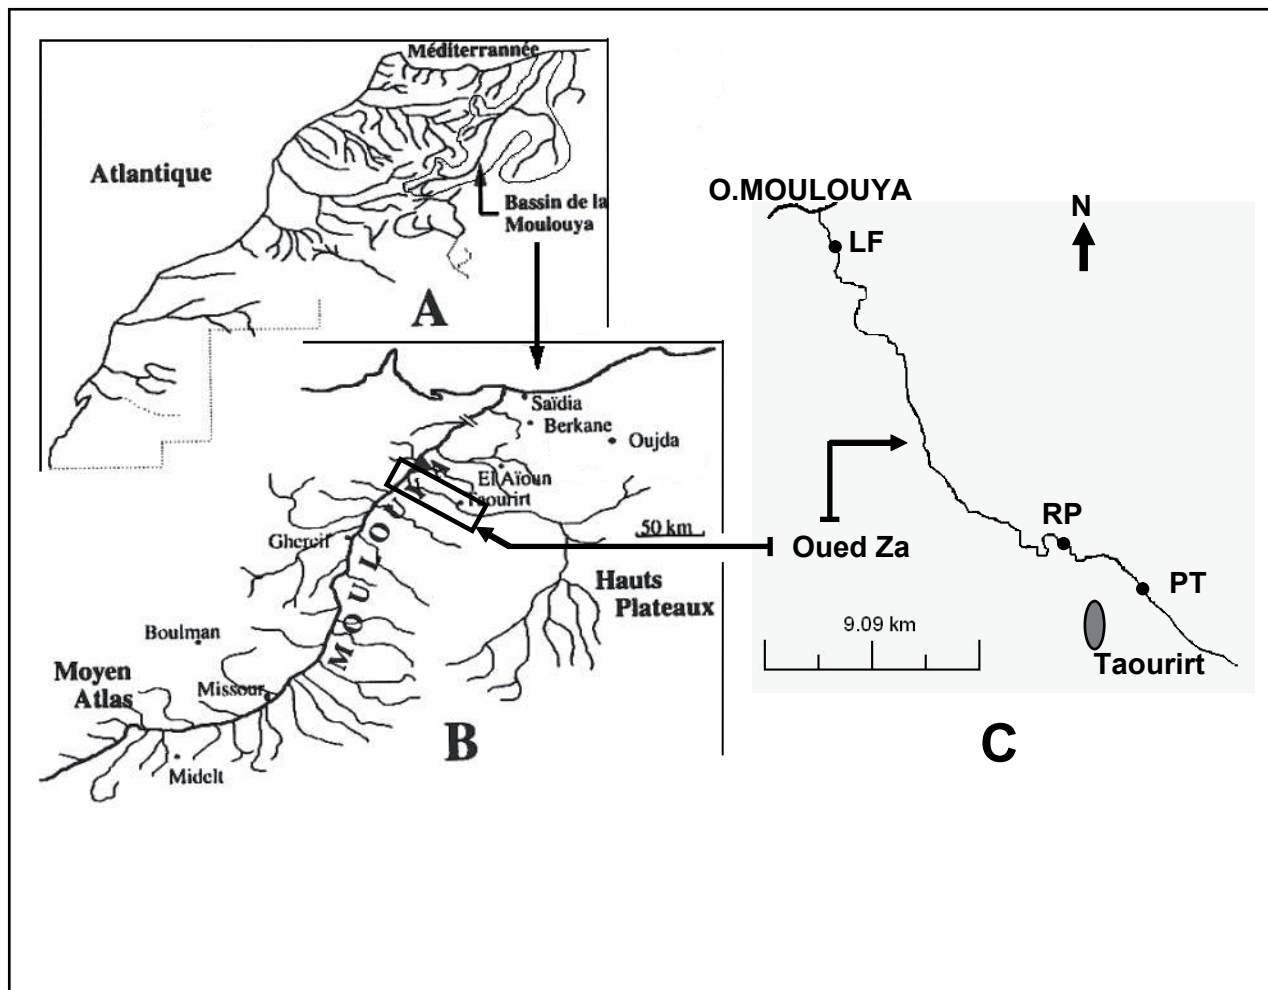 Méditerrannée
Atlantique
Bassin de la
Moulouya
A
O.MOULOUYA
N
LF
Saïdia
Berkane
Oujda
El Aïoun
Taourirt
50 km
Ghercif
MOULOUYA
Hauts
Plateaux
Boulman
Moyen
Atlas
Missour
Midelt
B
Oued Za
RP
PT
9.09 km
Taourirt
C